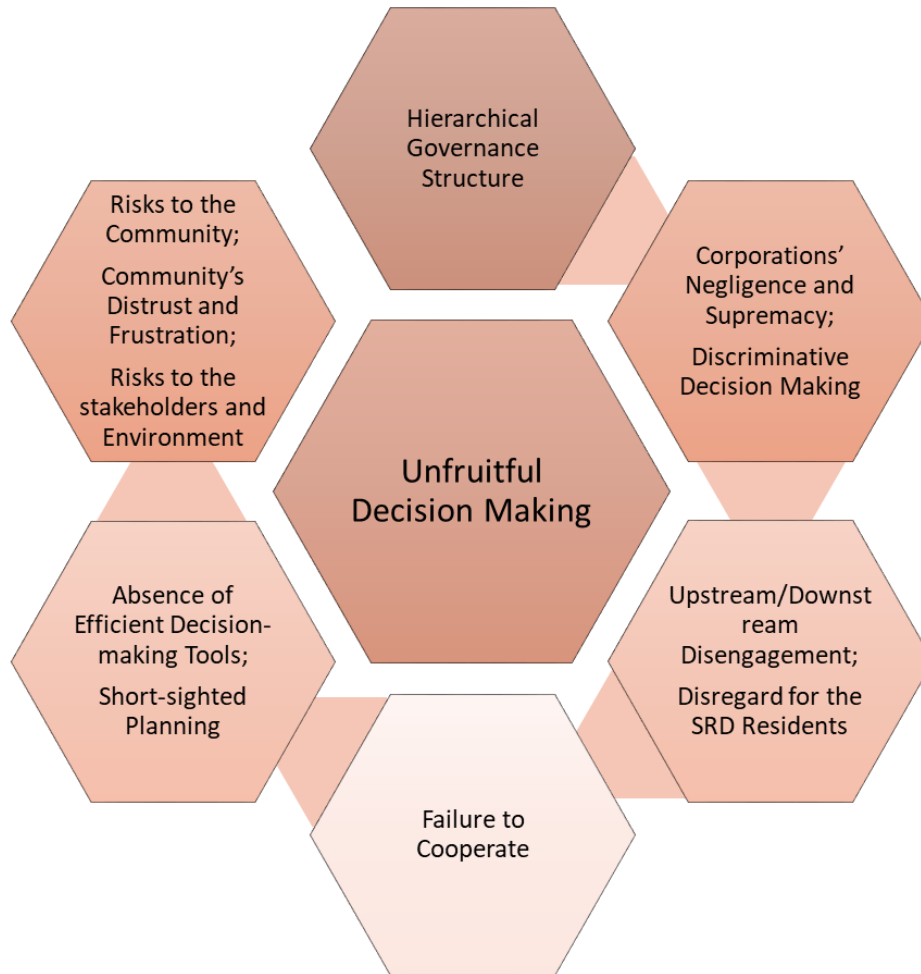 Hierarchical
Governance
Structure
Risks to the
Community;
Community’s
Distrust and
Frustration;
Risks to the
stakeholders and
Environment
Corporations’
Negligence and
Supremacy;
Discriminative
Decision Making
Unfruitful
Decision Making
Absence of
Efficient Decision-
making Tools;
Short-sighted
Planning
Upstream/Downst
ream
Disengagement;
Disregard for the
SRD Residents
Failure to
Cooperate